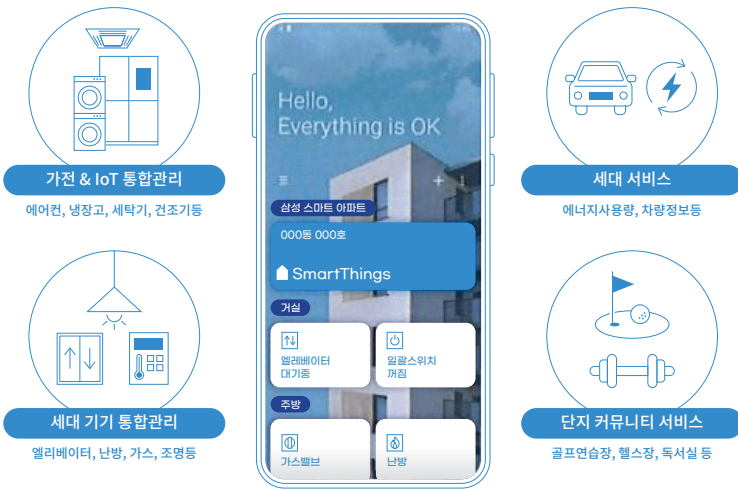 가전 & IoT 통합관리
에어컨, 냉장고, 세탁기, 건조기등
세대 기기 통합관리
엘리베이터, 난방, 가스, 조명등
Hello,
Everything is OK
삼성 스마트 아파트
000동 000호
SmartThings
거실
엘레베이터
대기중
일괄스위치
꺼짐
주방
가스밸브
난방
세대 서비스
에너지사용량, 차량정보등
단지 커뮤니티 서비스
골프연습장, 헬스장, 독서실 등